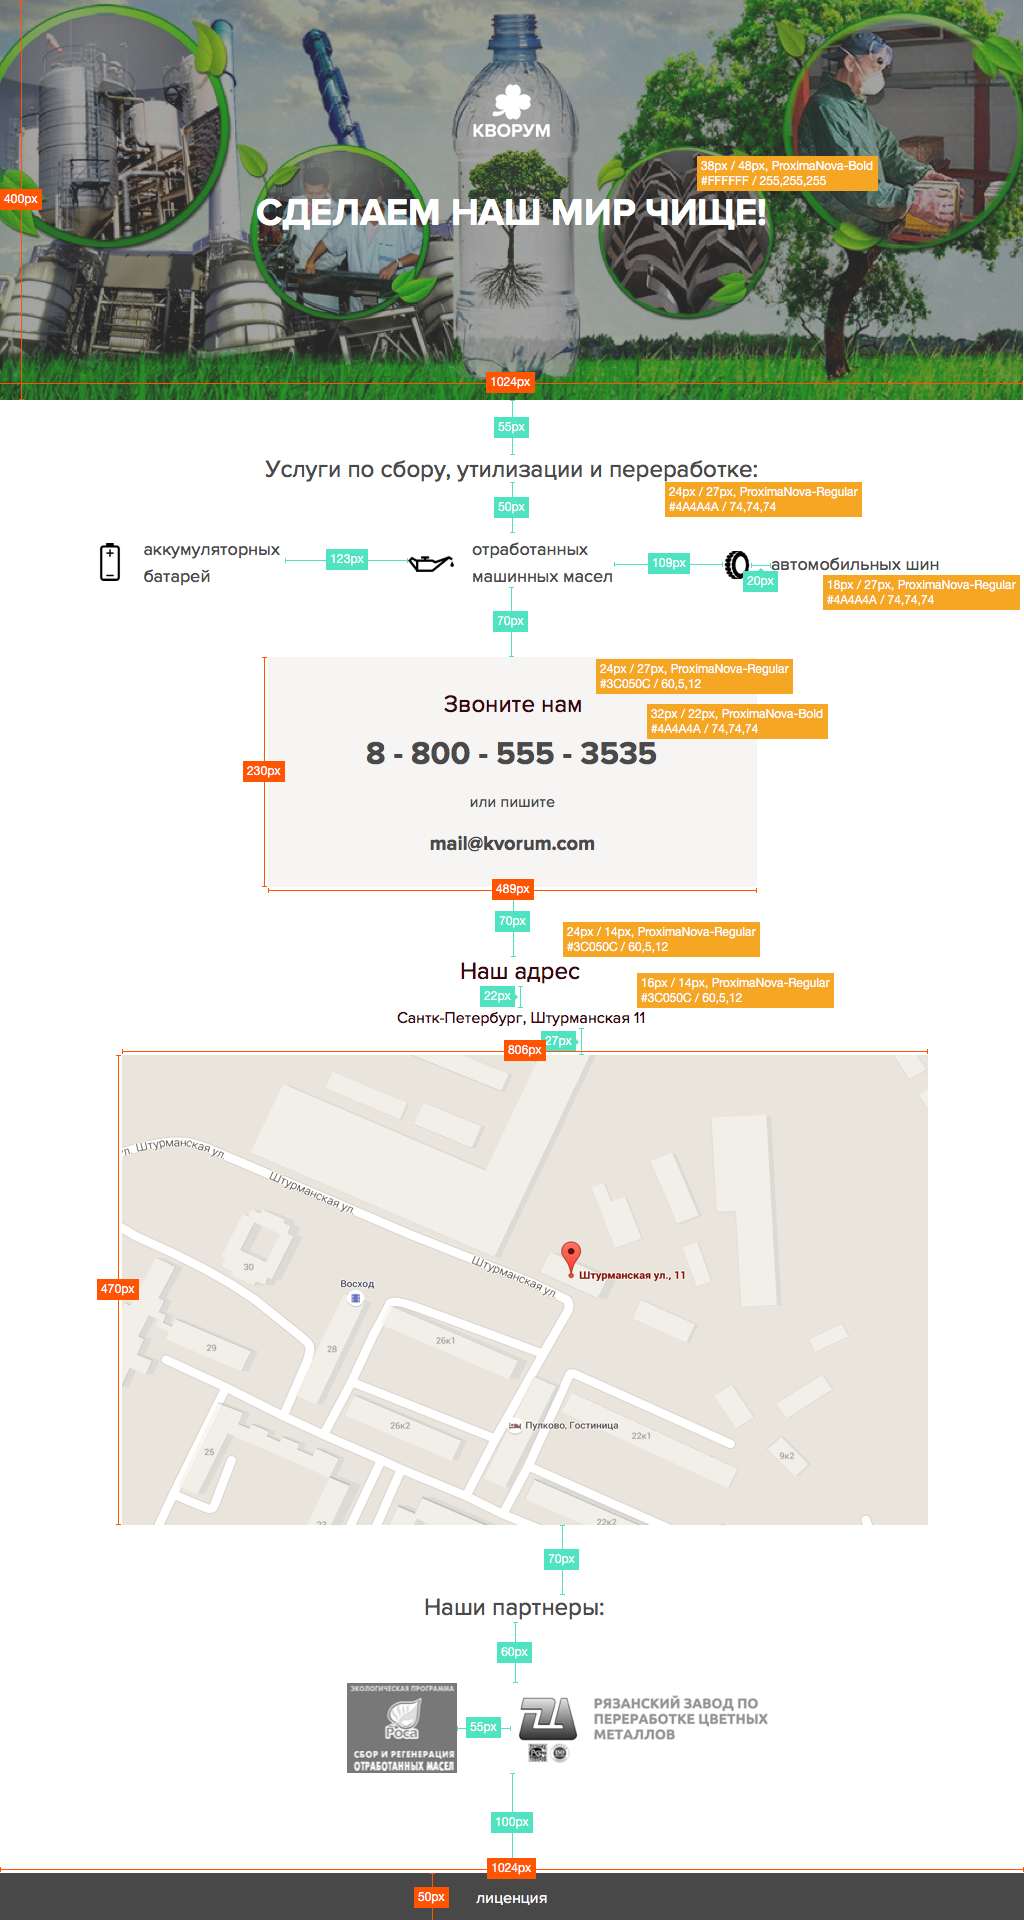 КВОРУМ
38px / 48px, ProximaNova-Bold
#FFFFFF / 255,255,255
400px
СДЕЛАЕМ НАШ МИР ЧИЩЕ!
1024px
55px
Услуги по сбору, утилизации и переработке:
24px / 27px, ProximaNova-Regular
#4A4A4A / 74,74,74
50px
аккумуляторных
батарей
123px
отработанных
машинных масел
109px
20px
автомобильных шин
18px / 27px, ProximaNova-Regular
#4A4A4A / 74,74,74
70px
24px / 27px, ProximaNova-Regular
#3C050C / 60,5,12
Звоните нам
32px / 22px, ProximaNova-Bold
#4A4A4A / 74,74,74
8 - 800 - 555 - 3535
230px
или пишите
mail@kvorum.com
489px
70px
24px / 14px, ProximaNova-Regular
#3C050C / 60,5,12
Наш адрес
16px / 14px, ProximaNova-Regular
#3C050C / 60,5,12
22px
Сантк-Петербург, Штурманская 11
27px
806px
ул. Штурманская ул.
Штурманская ул.
30
Восход
Штурманская ул.
Штурманская ул., 11
470px
29
28
26к1
26к2
Пулково, Гостиница
22к1
9к2
25
23
22к2
70px
Наши партнеры:
60px
ЭКОЛОГИЧЕСКАЯ ПРОГРАММА
Роса
СБОР И РЕГЕНЕРАЦИЯ
ОТРАБОТАННЫХ МАСЕЛ
55px
РЯЗАНСКИЙ ЗАВОД ПО
ПЕРЕРАБОТКЕ ЦВЕТНЫХ
МЕТАЛЛОВ
100px
1024px
50px
лиценция